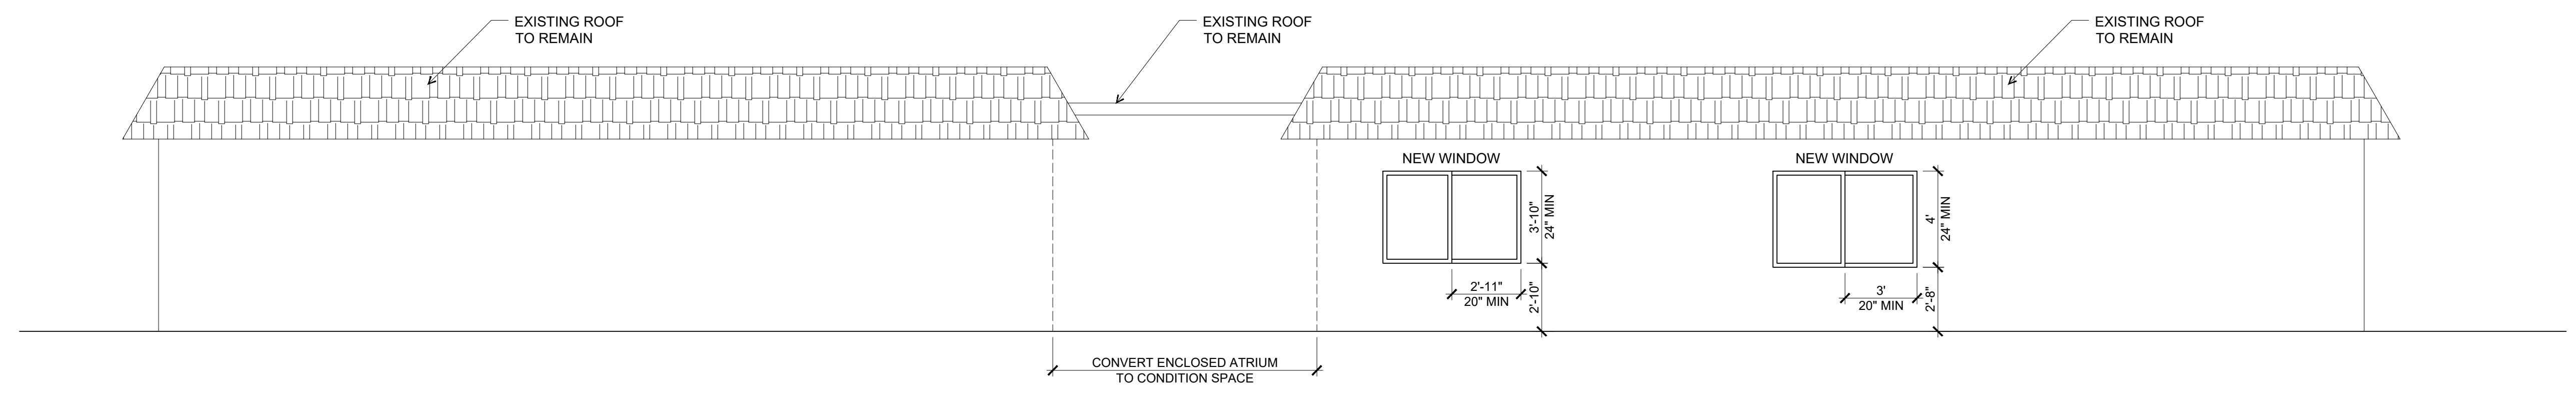 EXISTING ROOF
TO REMAIN
EXISTING ROOF
TO REMAIN
EXISTING ROOF
TO REMAIN
NEW WINDOW
3'-10"
24" MIN
2'-11"
20" MIN
2'-10"
NEW WINDOW
4'
24" MIN
3'
20" MIN
2'-8"
CONVERT ENCLOSED ATRIUM
TO CONDITION SPACE